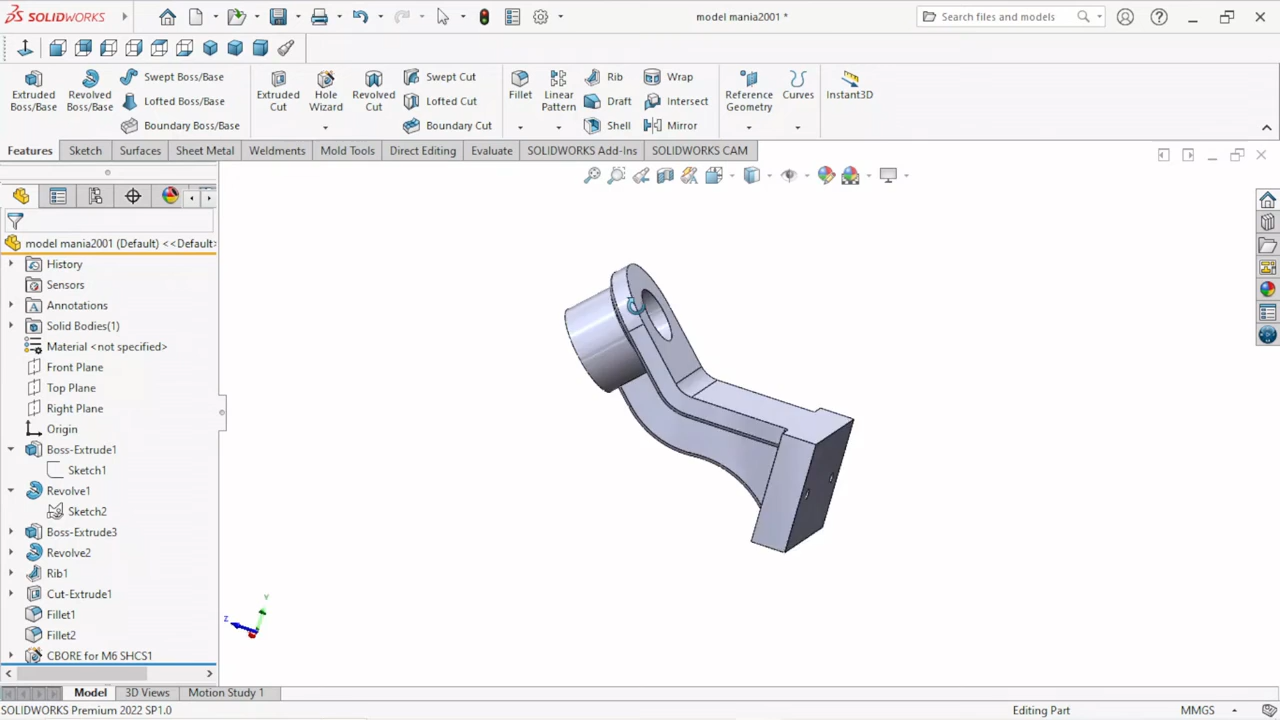 SOLIDWORKS
model mania2001 *
Search files and models
Extruded Boss/Base
Revolved Boss/Base
Swept Boss/Base
Lofted Boss/Base
Boundary Boss/Base
Extruded Cut
Hole Wizard
Revolved Cut
Swept Cut
Lofted Cut
Boundary Cut
Fillet
Linear Pattern
Rib
Draft
Shell
Wrap
Intersect
Mirror
Reference Geometry
Curves
Instant3D
Features
Sketch
Surfaces
Sheet Metal
Weldments
Mold Tools
Direct Editing
Evaluate
SOLIDWORKS Add-Ins
SOLIDWORKS CAM
model mania2001 (Default) <<Default>
History
Sensors
Annotations
Solid Bodies(1)
Material <not specified>
Front Plane
Top Plane
Right Plane
Origin
Boss-Extrude1
Sketch1
Revolve1
Sketch2
Boss-Extrude3
Revolve2
Rib1
Cut-Extrude1
Fillet1
Fillet2
CBORE for M6 SHCS1
Y
Z
Model
3D Views
Motion Study 1
SOLIDWORKS Premium 2022 SP1.0
Editing Part
MMGS